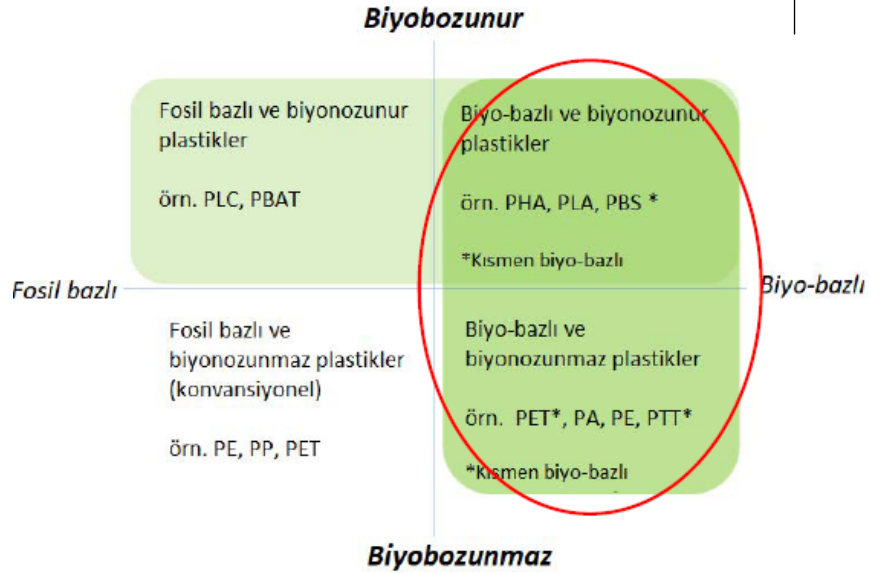 Biyobozunur
Fosil bazlı ve biyonozunur
plastikler
örn. PLC, PBAT
Biyo-bazlı ve biyonozunur
plastikler
örn. PHA, PLA, PBS *
*Kısmen biyo-bazlı
Fosil bazlı
Biyo-bazlı
Fosil bazlı ve
biyonozunmaz plastikler
(konvansiyonel)
örn. PE, PP, PET
Biyo-bazlı ve
biyonozunmaz plastikler
örn. PET*, PA, PE, PTT*
*Kısmen biyo-bazlı
Biyobozunmaz